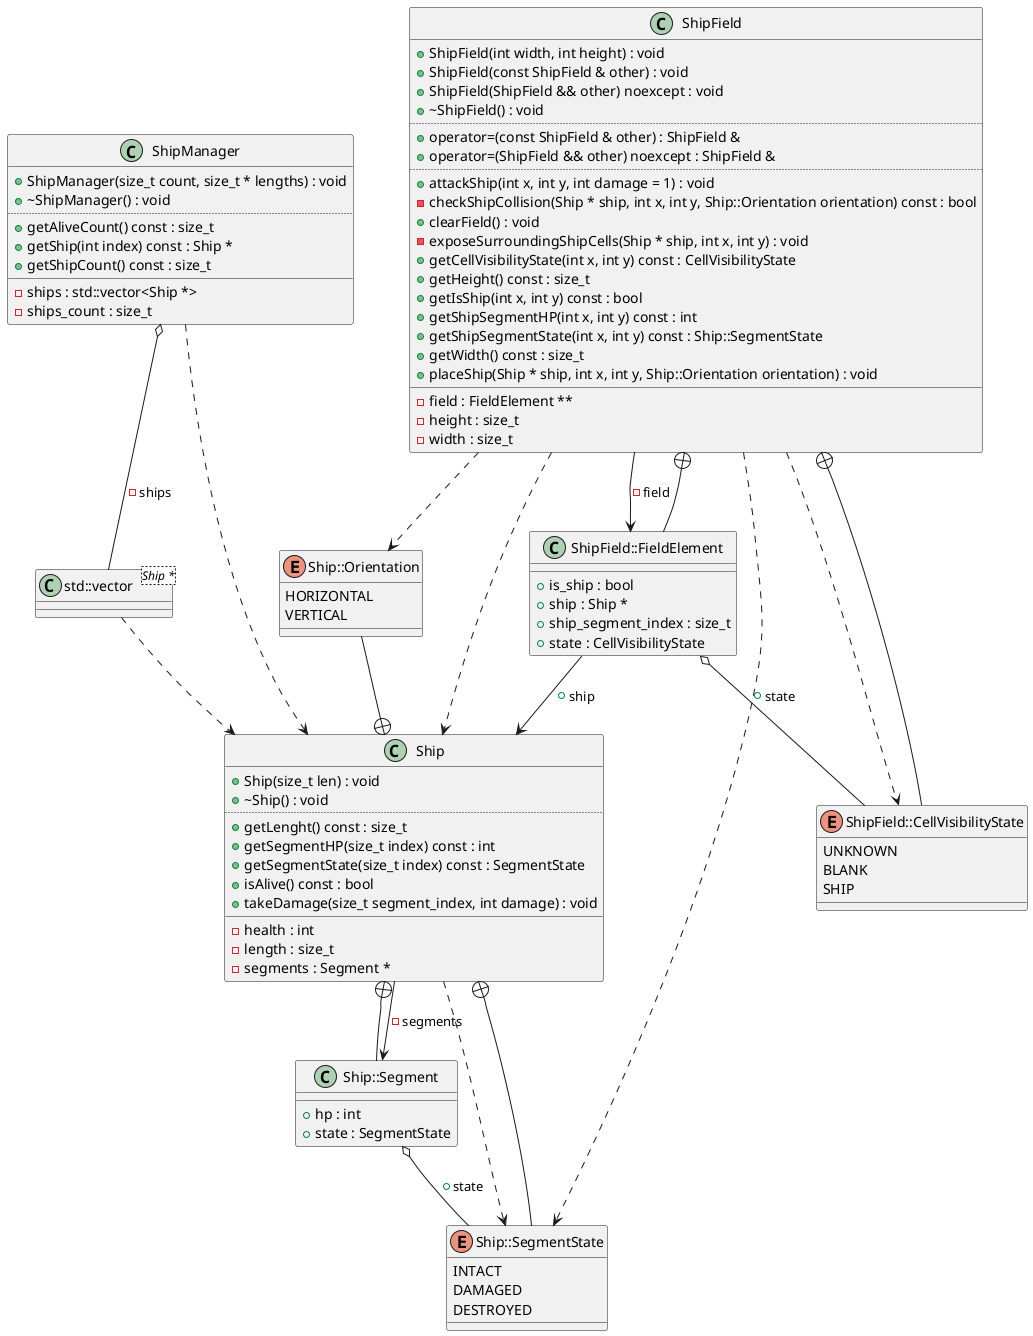 C ShipField
ShipField(int width, int height) : void
ShipField(const ShipField & other) : void
ShipField(ShipField && other) noexcept : void
~ShipField() : void
operator=(const ShipField & other) : ShipField &
operator=(ShipField && other) noexcept : ShipField &
attackShip(int x, int y, int damage = 1) : void
checkShipCollision(Ship * ship, int x, int y, Ship::Orientation orientation) const : bool
clearField() : void
exposeSurroundingShipCells(Ship * ship, int x, int y) : void
getCellVisibilityState(int x, int y) const : CellVisibilityState
getHeight() const : size_t
getIsShip(int x, int y) const : bool
getShipSegmentHP(int x, int y) const : int
getShipSegmentState(int x, int y) const : Ship::SegmentState
getWidth() const : size_t
placeShip(Ship * ship, int x, int y, Ship::Orientation orientation) : void
field : FieldElement **
height : size_t
width : size_t
C ShipManager
ShipManager(size_t count, size_t * lengths) : void
~ShipManager() : void
getAliveCount() const : size_t
getShip(int index) const : Ship *
getShipCount() const : size_t
ships : std::vector<Ship *>
ships_count : size_t
ships
field
C std::vector
Ship *
E Ship::Orientation
HORIZONTAL
VERTICAL
C ShipField::FieldElement
is_ship : bool
ship : Ship *
ship_segment_index : size_t
state : CellVisibilityState
ship
state
C Ship
Ship(size_t len) : void
~Ship() : void
getLenght() const : size_t
getSegmentHP(size_t index) const : int
getSegmentState(size_t index) const : SegmentState
isAlive() const : bool
takeDamage(size_t segment_index, int damage) : void
health : int
length : size_t
segments : Segment *
E ShipField::CellVisibilityState
UNKNOWN
BLANK
SHIP
segments
C Ship::Segment
hp : int
state : SegmentState
state
E Ship::SegmentState
INTACT
DAMAGED
DESTROYED